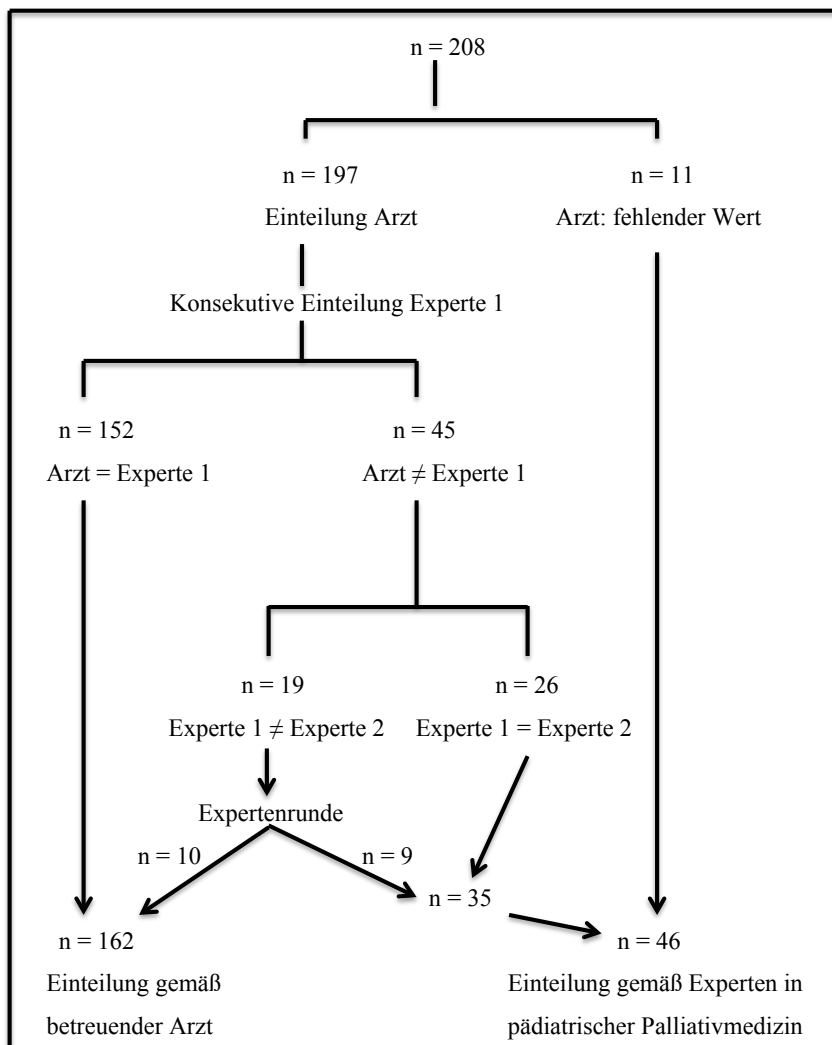 n = 208
n = 197
n = 11
Einteilung Arzt
Arzt: fehlender Wert
Konsekutive Einteilung Experte 1
n = 152
n = 45
Arzt = Experte 1
Arzt ≠ Experte 1
n = 19
n = 26
Experte 1 ≠ Experte 2
Experte 1 = Experte 2
Expertenrunde
n = 10
n = 9
n = 35
n = 162
n = 46
Einteilung gemäß
betreuender Arzt
Einteilung gemäß Experten in
pädiatrischer Palliativmedizin